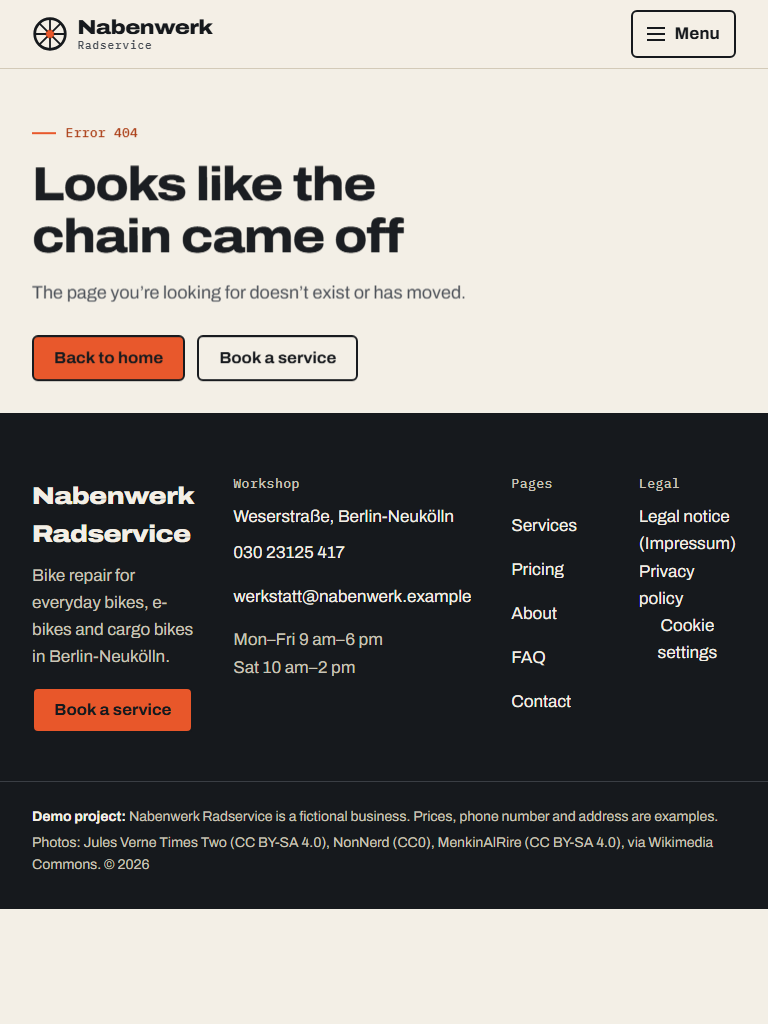 Nabenwerk
Radservice
Menu
Error 404
Looks like the
chain came off
The page you’re looking for doesn’t exist or has moved.
Back to home
Book a service
Nabenwerk
Radservice
Bike repair for
everyday bikes, e-
bikes and cargo bikes
in Berlin-Neukölln.
Book a service
Workshop
Weserstraße, Berlin-Neukölln
030 23125 417
werkstatt@nabenwerk.example
Mon–Fri 9 am–6 pm
Sat 10 am–2 pm
Pages
Services
Pricing
About
FAQ
Contact
Legal
Legal notice
(Impressum)
Privacy
policy
Cookie
settings
Demo project: Nabenwerk Radservice is a fictional business. Prices, phone number and address are examples.
Photos: Jules Verne Times Two (CC BY-SA 4.0), NonNerd (CC0), MenkinAlRire (CC BY-SA 4.0), via Wikimedia
Commons. © 2026